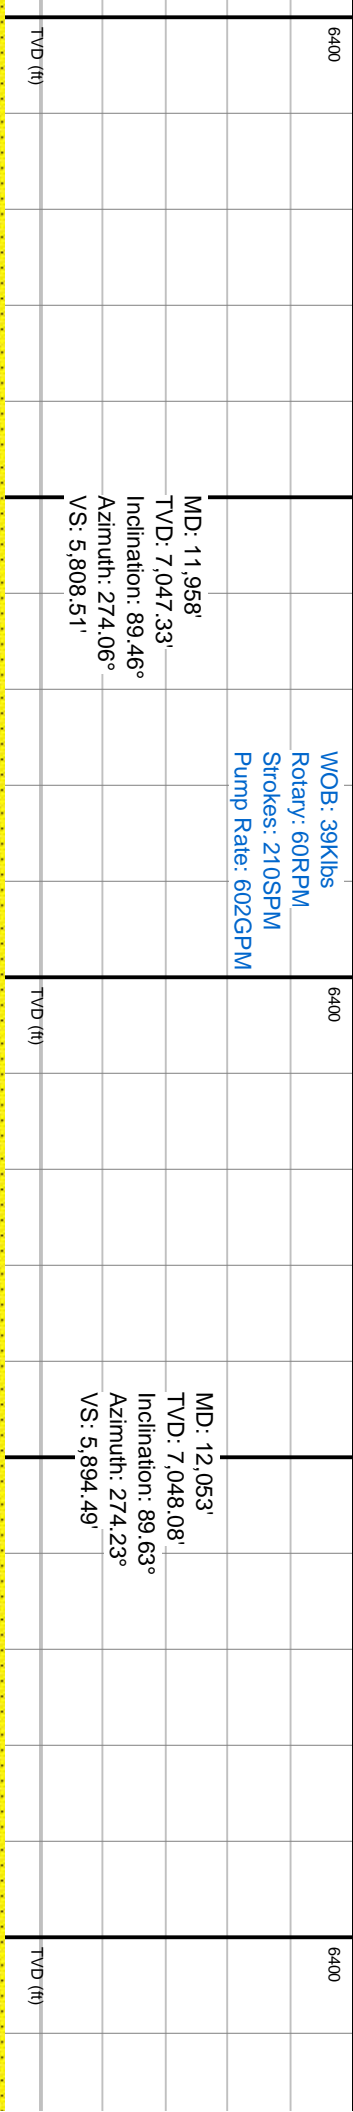 6400
TVD (ft)
MD: 11,958'
TVD: 7,047.33'
Inclination: 89.46°
Azimuth: 274.06°
VS: 5,808.51'
WOB: 39Klbs
Rotary: 60RPM
Strokes: 210SPM
Pump Rate: 602GPM
6400
TVD (ft)
MD: 12,053'
TVD: 7,048.08'
Inclination: 89.63°
Azimuth: 274.23°
VS: 5,894.49'
6400
TVD (ft)